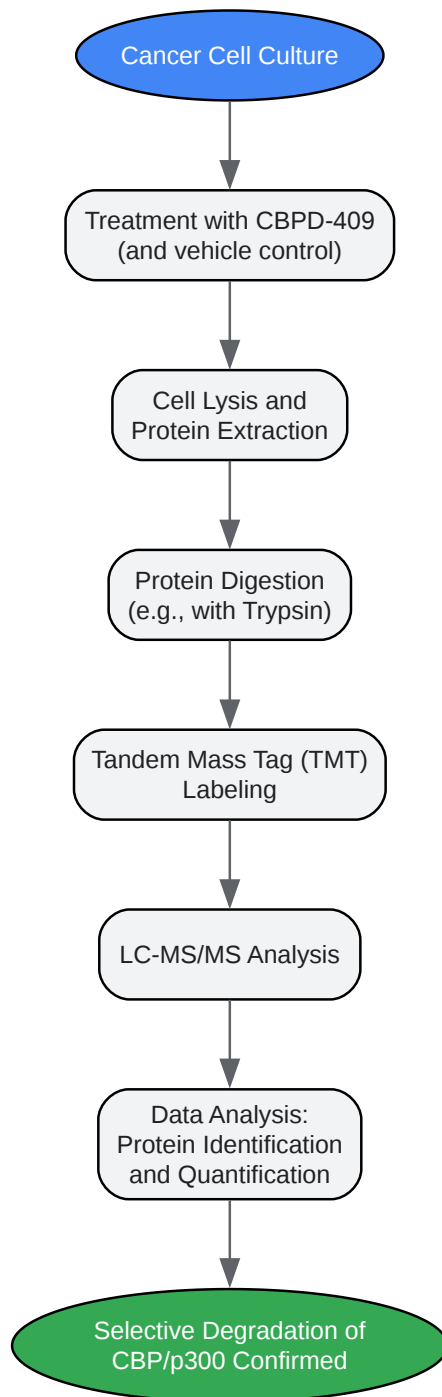 Cancer Cell Culture
Treatment with CBPD-409
(and vehicle control)
Cell Lysis and
Protein Extraction
Protein Digestion
(e.g., with Trypsin)
Tandem Mass Tag (TMT)
Labeling
LC-MS/MS Analysis
Data Analysis:
Protein Identification
and Quantification
Selective Degradation of
CBP/p300 Confirmed